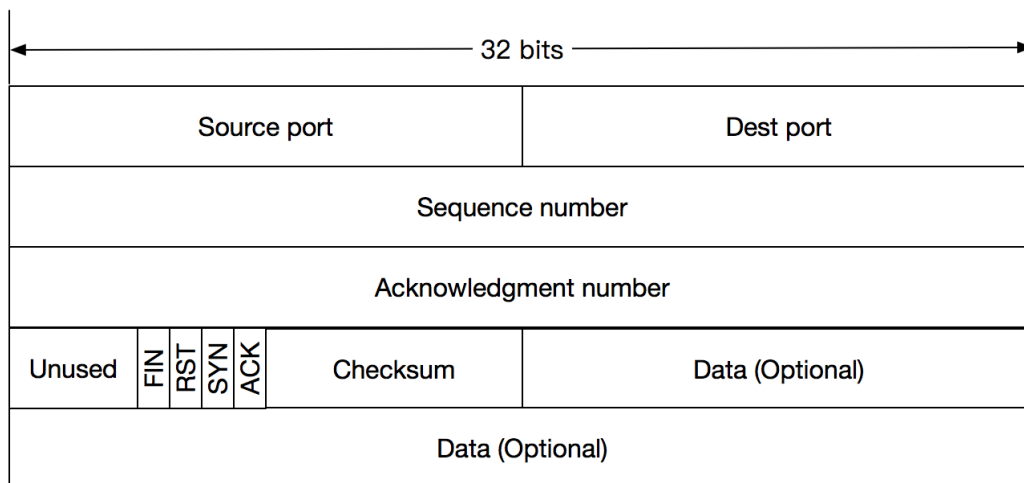 32 bits
Source port Dest port
Sequence number
Acknowledgment number
Unused FIN RST SYN ACK Checksum Data (Optional)
Data (Optional)